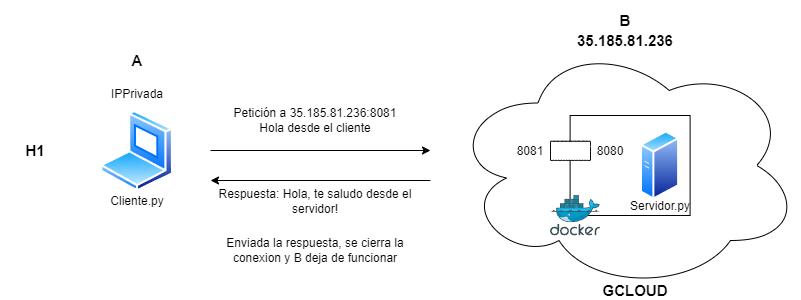 B
35.185.81.236
A
IPPrivada
Petición a 35.185.81.236:8081
Hola desde el cliente
H1
8081
8080
Cliente.py
Respuesta: Hola, te saludo desde el
servidor!
Servidor.py
docker
Enviada la respuesta, se cierra la
conexion y B deja de funcionar
GCLOUD